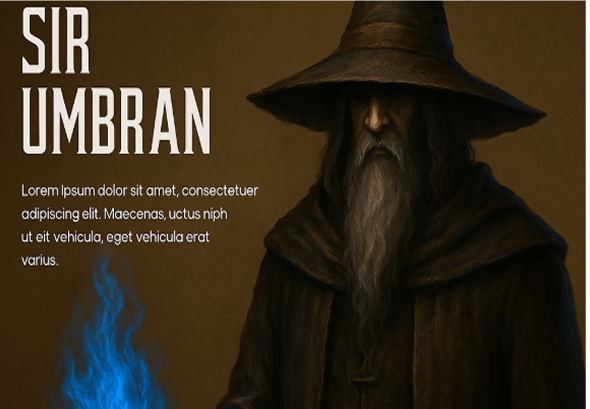 SIR
UMBRAN
Lorem Ipsum dolor sit amet, consectetuer
adipiscing elit. Maecenas, uctus niph
ut eit vehicula, eget vehicula erat
varius.